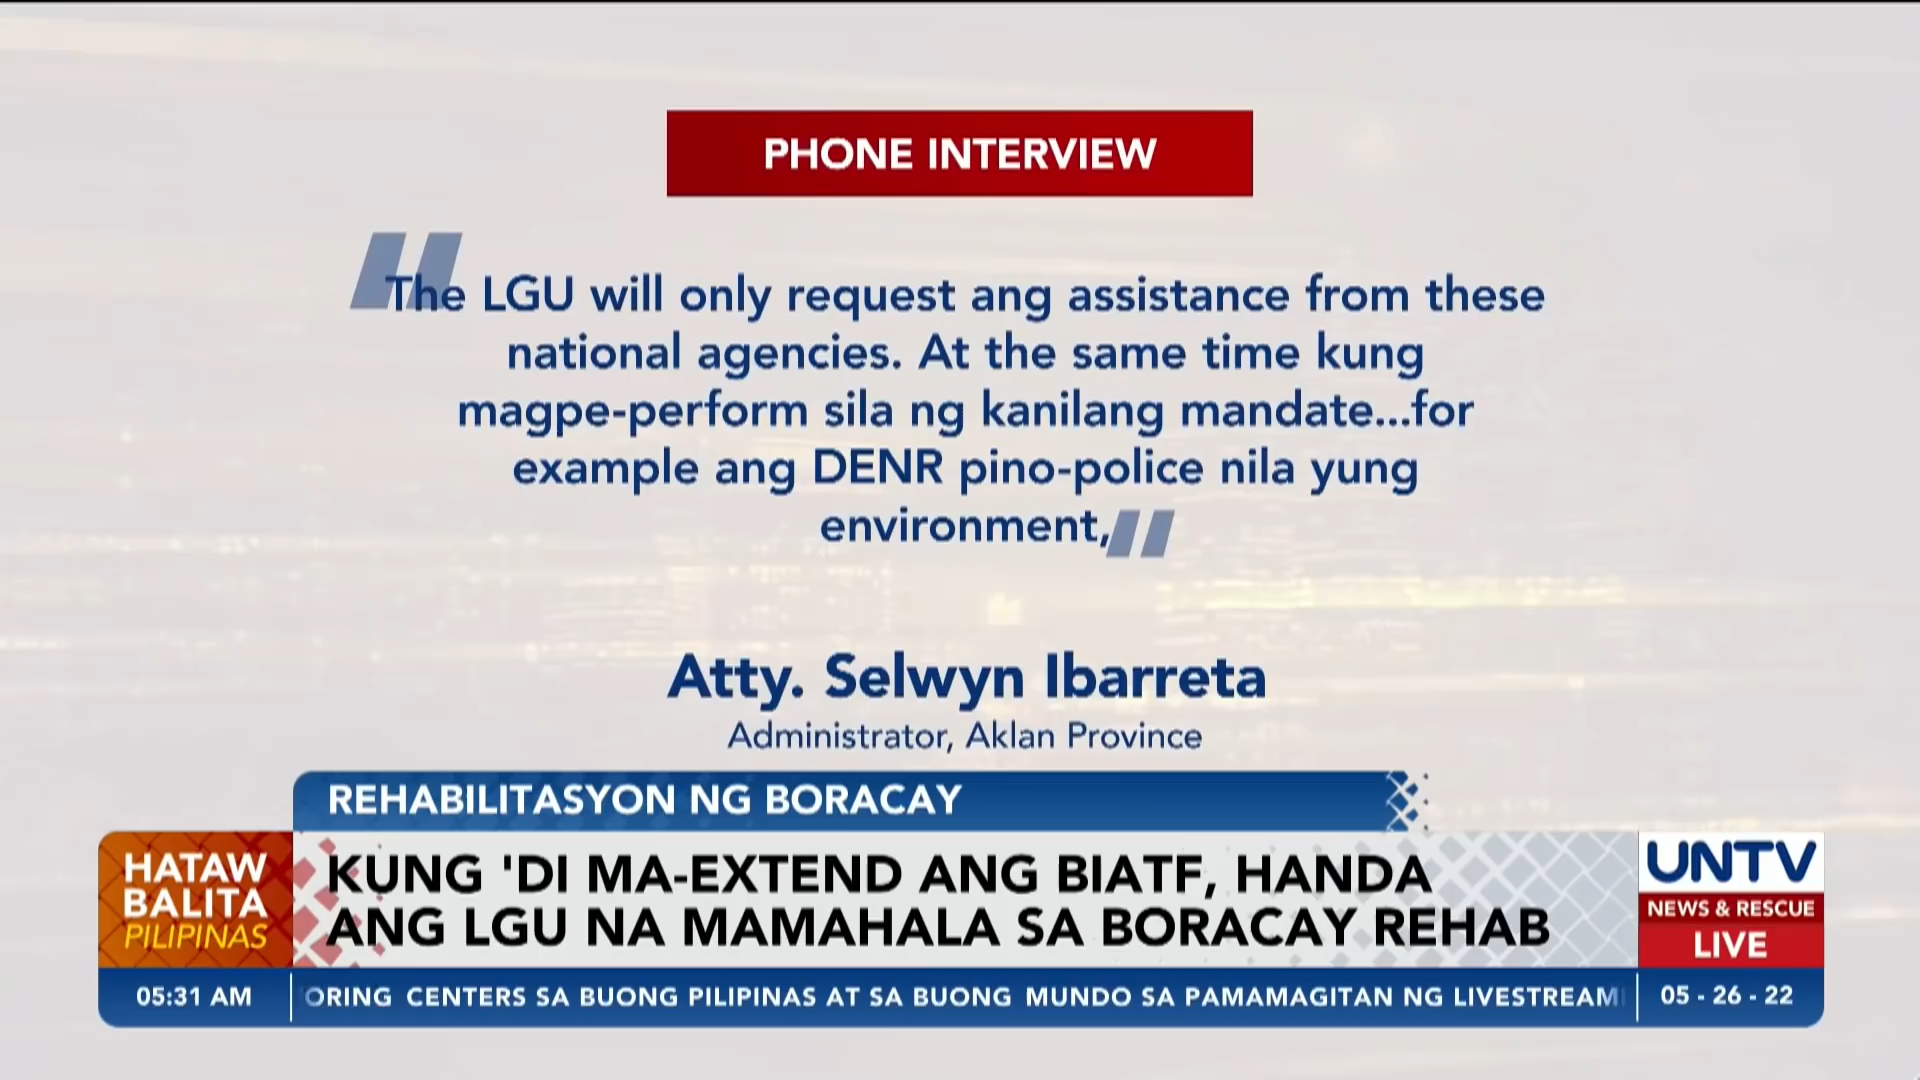 PHONE INTERVIEW
"The LGU will only request ang assistance from these
national agencies. At the same time kung
magpe-perform sila ng kanilang mandate...for
example ang DENR pino-police nila yung
environment,"
Atty. Selwyn Ibarreta
Administrator, Aklan Province
REHABILITASYON NG BORACAY
HATAW
BALITA
PILIPINAS
KUNG 'DI MA-EXTEND ANG BIATF, HANDA
ANG LGU NA MAMAHALA SA BORACAY REHAB
UNTV
NEWS & RESCUE
LIVE
05:31 AM
ORING CENTERS SA BUONG PILIPINAS AT SA BUONG MUNDO SA PAMAMAGITAN NG LIVESTREAM
05 - 26 - 22